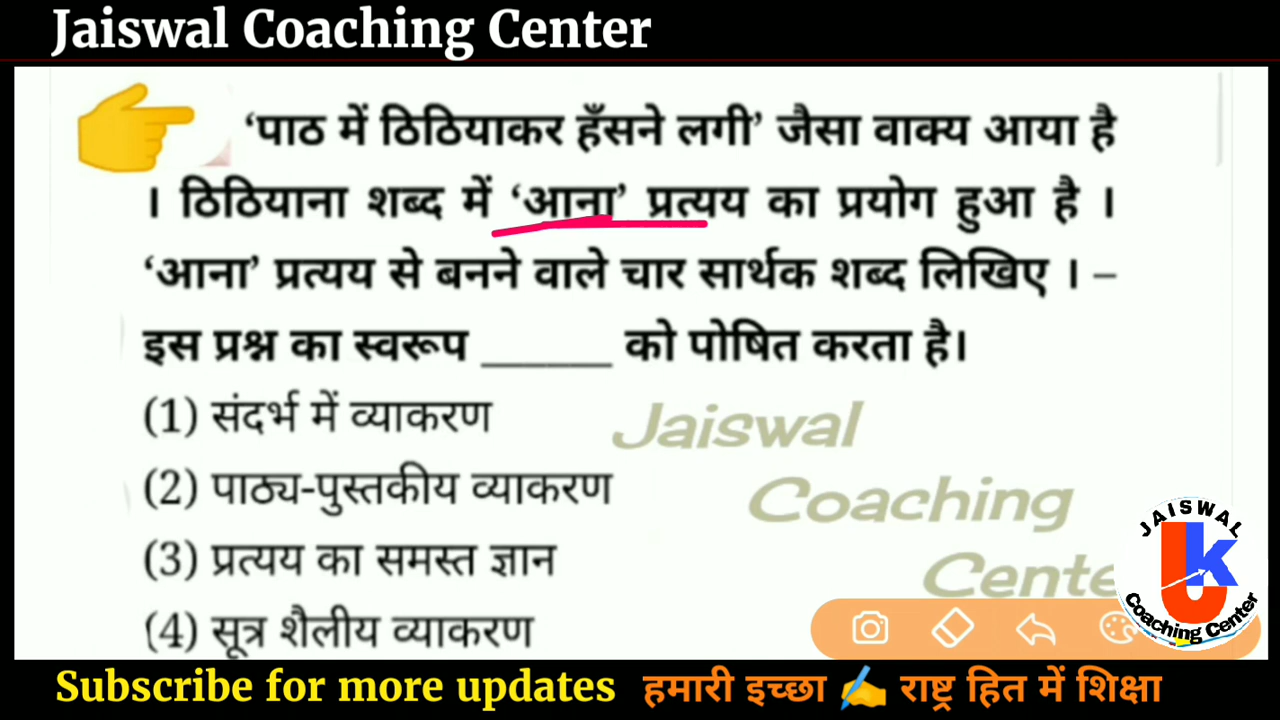 Jaiswal Coaching Center
‘पाठ में ठिठियाकर हँसने लगी’ जैसा वाक्य आया है
। ठिठियाना शब्द में ‘आना’ प्रत्यय का प्रयोग हुआ है ।
‘आना’ प्रत्यय से बनने वाले चार सार्थक शब्द लिखिए । –
इस प्रश्न का स्वरूप ______ को पोषित करता है।
(1) संदर्भ में व्याकरण
(2) पाठ्य-पुस्तकीय व्याकरण
(3) प्रत्यय का समस्त ज्ञान
(4) सूत्र शैलीय व्याकरण
Jaiswal
Coaching
Cente
JAISWAL
JK
Coaching Center
Subscribe for more updates हमारी इच्छा ✍️ राष्ट्र हित में शिक्षा